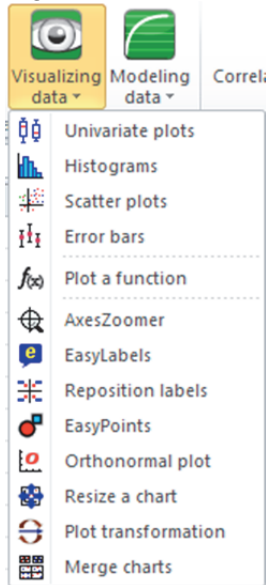 Visualizing data
Modeling data
Correla
Univariate plots
Histograms
Scatter plots
Error bars
f(x) Plot a function
AxesZoomer
e EasyLabels
Reposition labels
EasyPoints
o Orthonormal plot
Resize a chart
Plot transformation
Merge charts